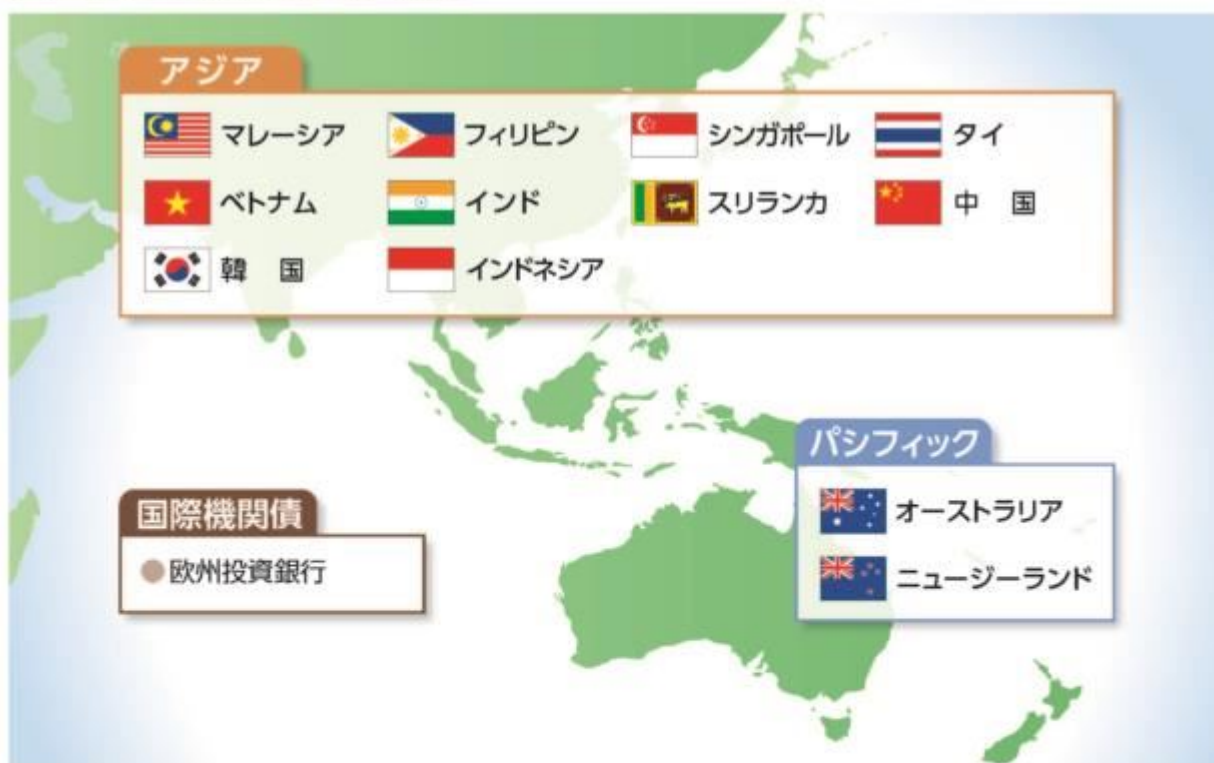 アジア
マレーシア フィリピン シンガポール タイ
ベトナム インド スリランカ 中　国
韓　国 インドネシア
パシフィック
オーストラリア
ニュージーランド
国際機関債
●欧州投資銀行